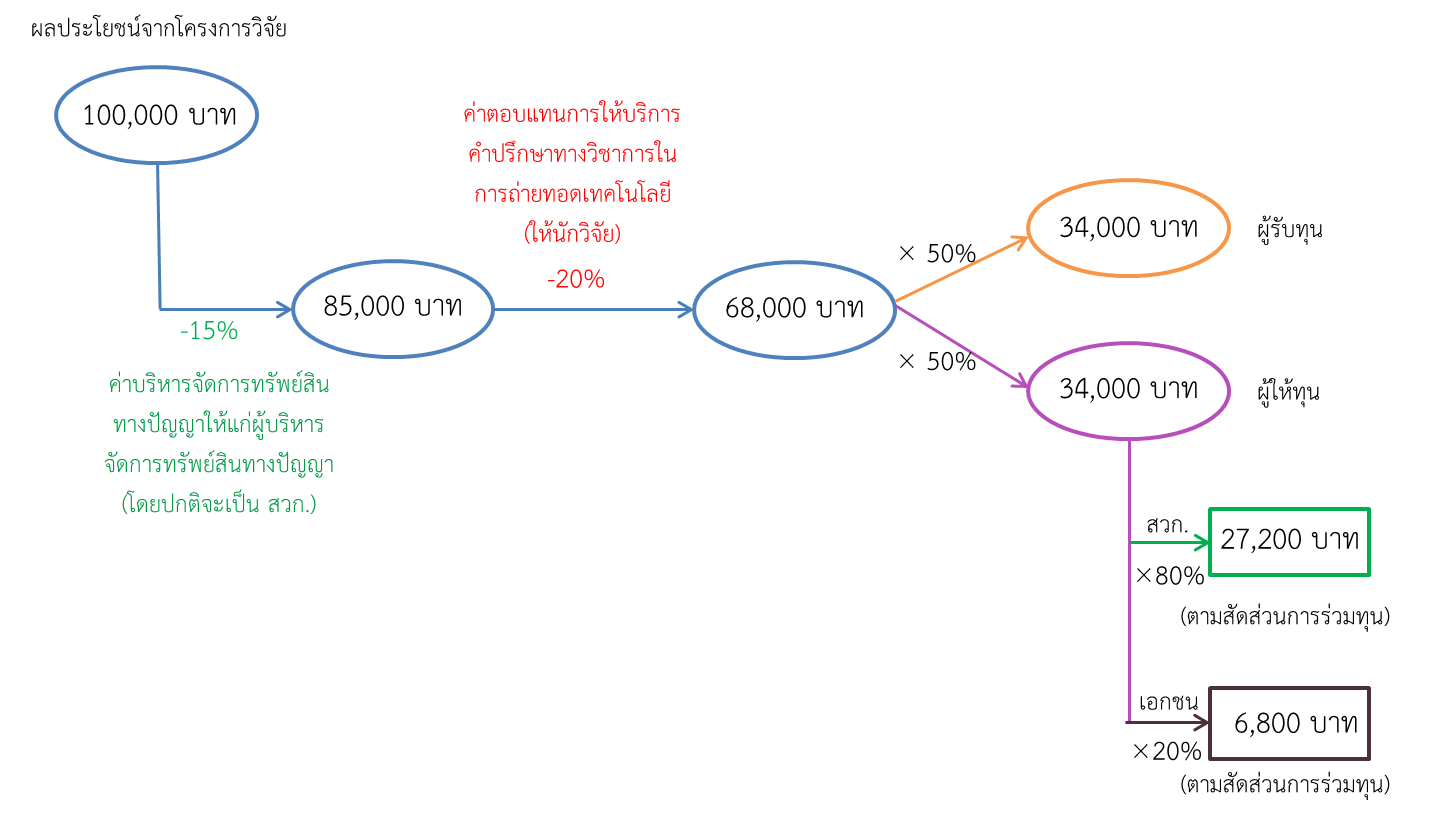 ผลประโยชน์จากโครงการวิจัย
100,000 บาท
-15%
ค่าบริหารจัดการทรัพย์สิน
ทางปัญญาให้แก่ผู้บริหาร
จัดการทรัพย์สินทางปัญญา
(โดยปกติจะเป็น สวก.)
85,000 บาท
ค่าตอบแทนการให้บริการ
คำปรึกษาทางวิชาการใน
การถ่ายทอดเทคโนโลยี
(ให้นักวิจัย)
-20%
68,000 บาท
× 50%
34,000 บาท
ผู้รับทุน
× 50%
34,000 บาท
ผู้ให้ทุน
สวก.
×80%
27,200 บาท
(ตามสัดส่วนการร่วมทุน)
เอกชน
×20%
6,800 บาท
(ตามสัดส่วนการร่วมทุน)